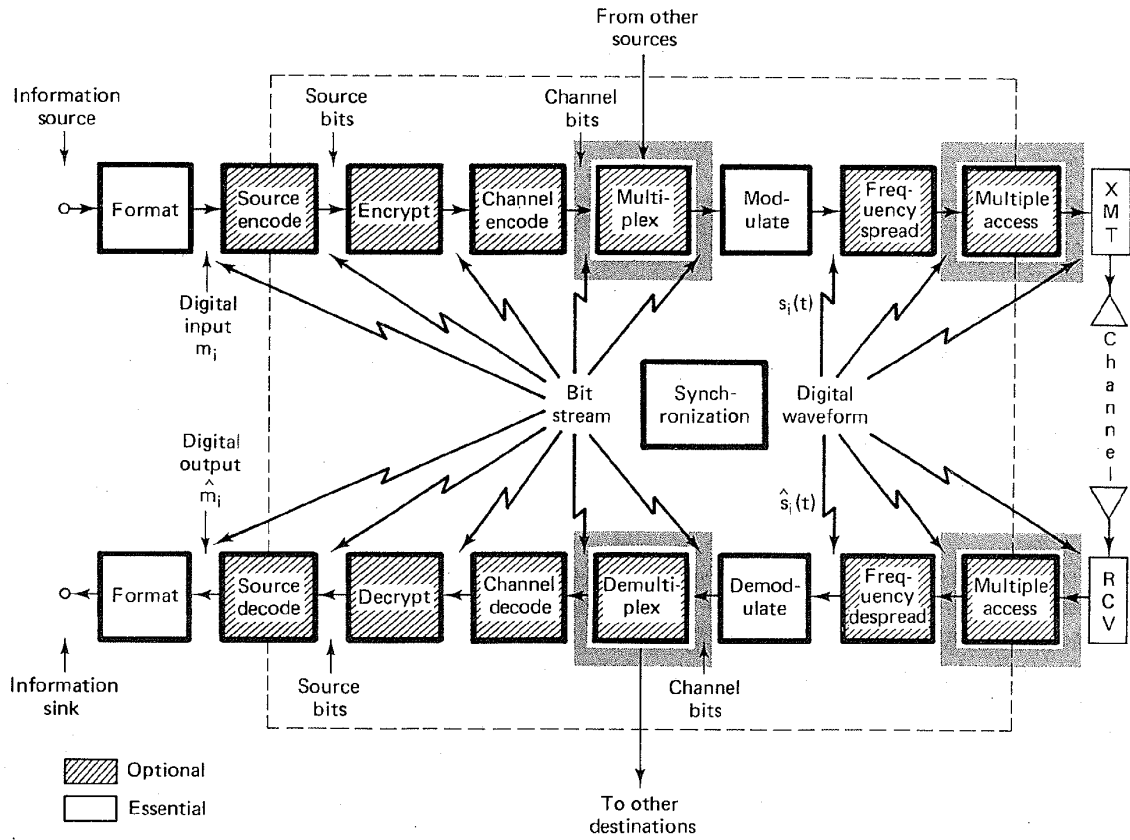 From other
sources
Information
source
Source
bits
Channel
bits
Format
Source
encode
Encrypt
Channel
encode
Multi-
plex
Mod-
ulate
Freq-
uency
spread
Multiple
access
X
M
T
Digital
input
m_i
s_i(t)
Bit
stream
Synch-
ronization
Digital
waveform
Channel
Digital
output
m̂_i
ŝ_i(t)
Format
Source
decode
Decrypt
Channel
decode
Demulti-
plex
Demod-
ulate
Freq-
uency
despread
Multiple
access
R
C
V
Information
sink
Source
bits
Channel
bits
Optional
Essential
To other
destinations